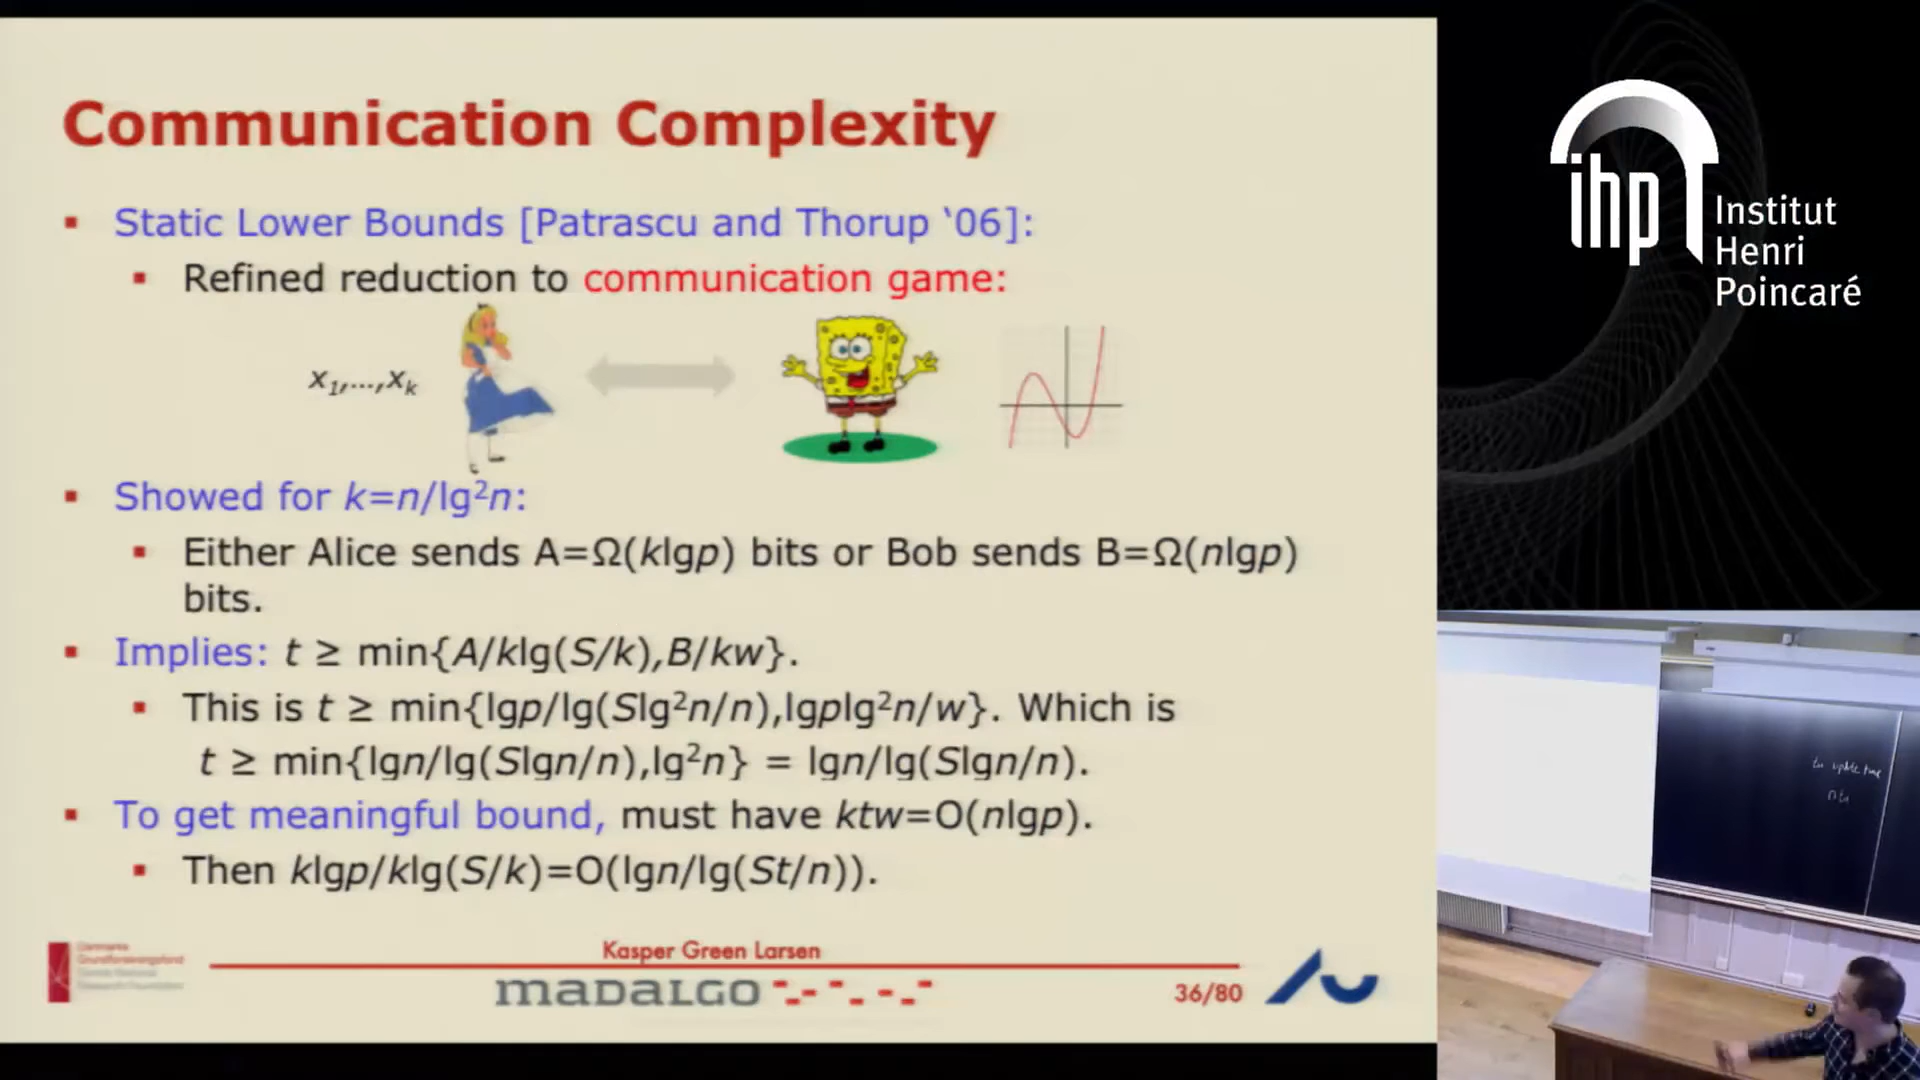 Communication Complexity
▪ Static Lower Bounds [Patrascu and Thorup ‘06]:
▪ Refined reduction to communication game:
x₁,...,xₖ
▪ Showed for k=n/lg²n:
▪ Either Alice sends A=Ω(klgp) bits or Bob sends B=Ω(nlgp)
bits.
▪ Implies: t ≥ min{A/klg(S/k),B/kw}.
▪ This is t ≥ min{lgp/lg(Slg²n/n),lgplg²n/w}. Which is
t ≥ min{lgn/lg(Slgn/n),lg²n} = lgn/lg(Slgn/n).
▪ To get meaningful bound, must have ktw=O(nlgp).
▪ Then klgp/klg(S/k)=O(lgn/lg(St/n)).
Kasper Green Larsen
MADALGO
36/80
ihp
Institut
Henri
Poincaré
update time